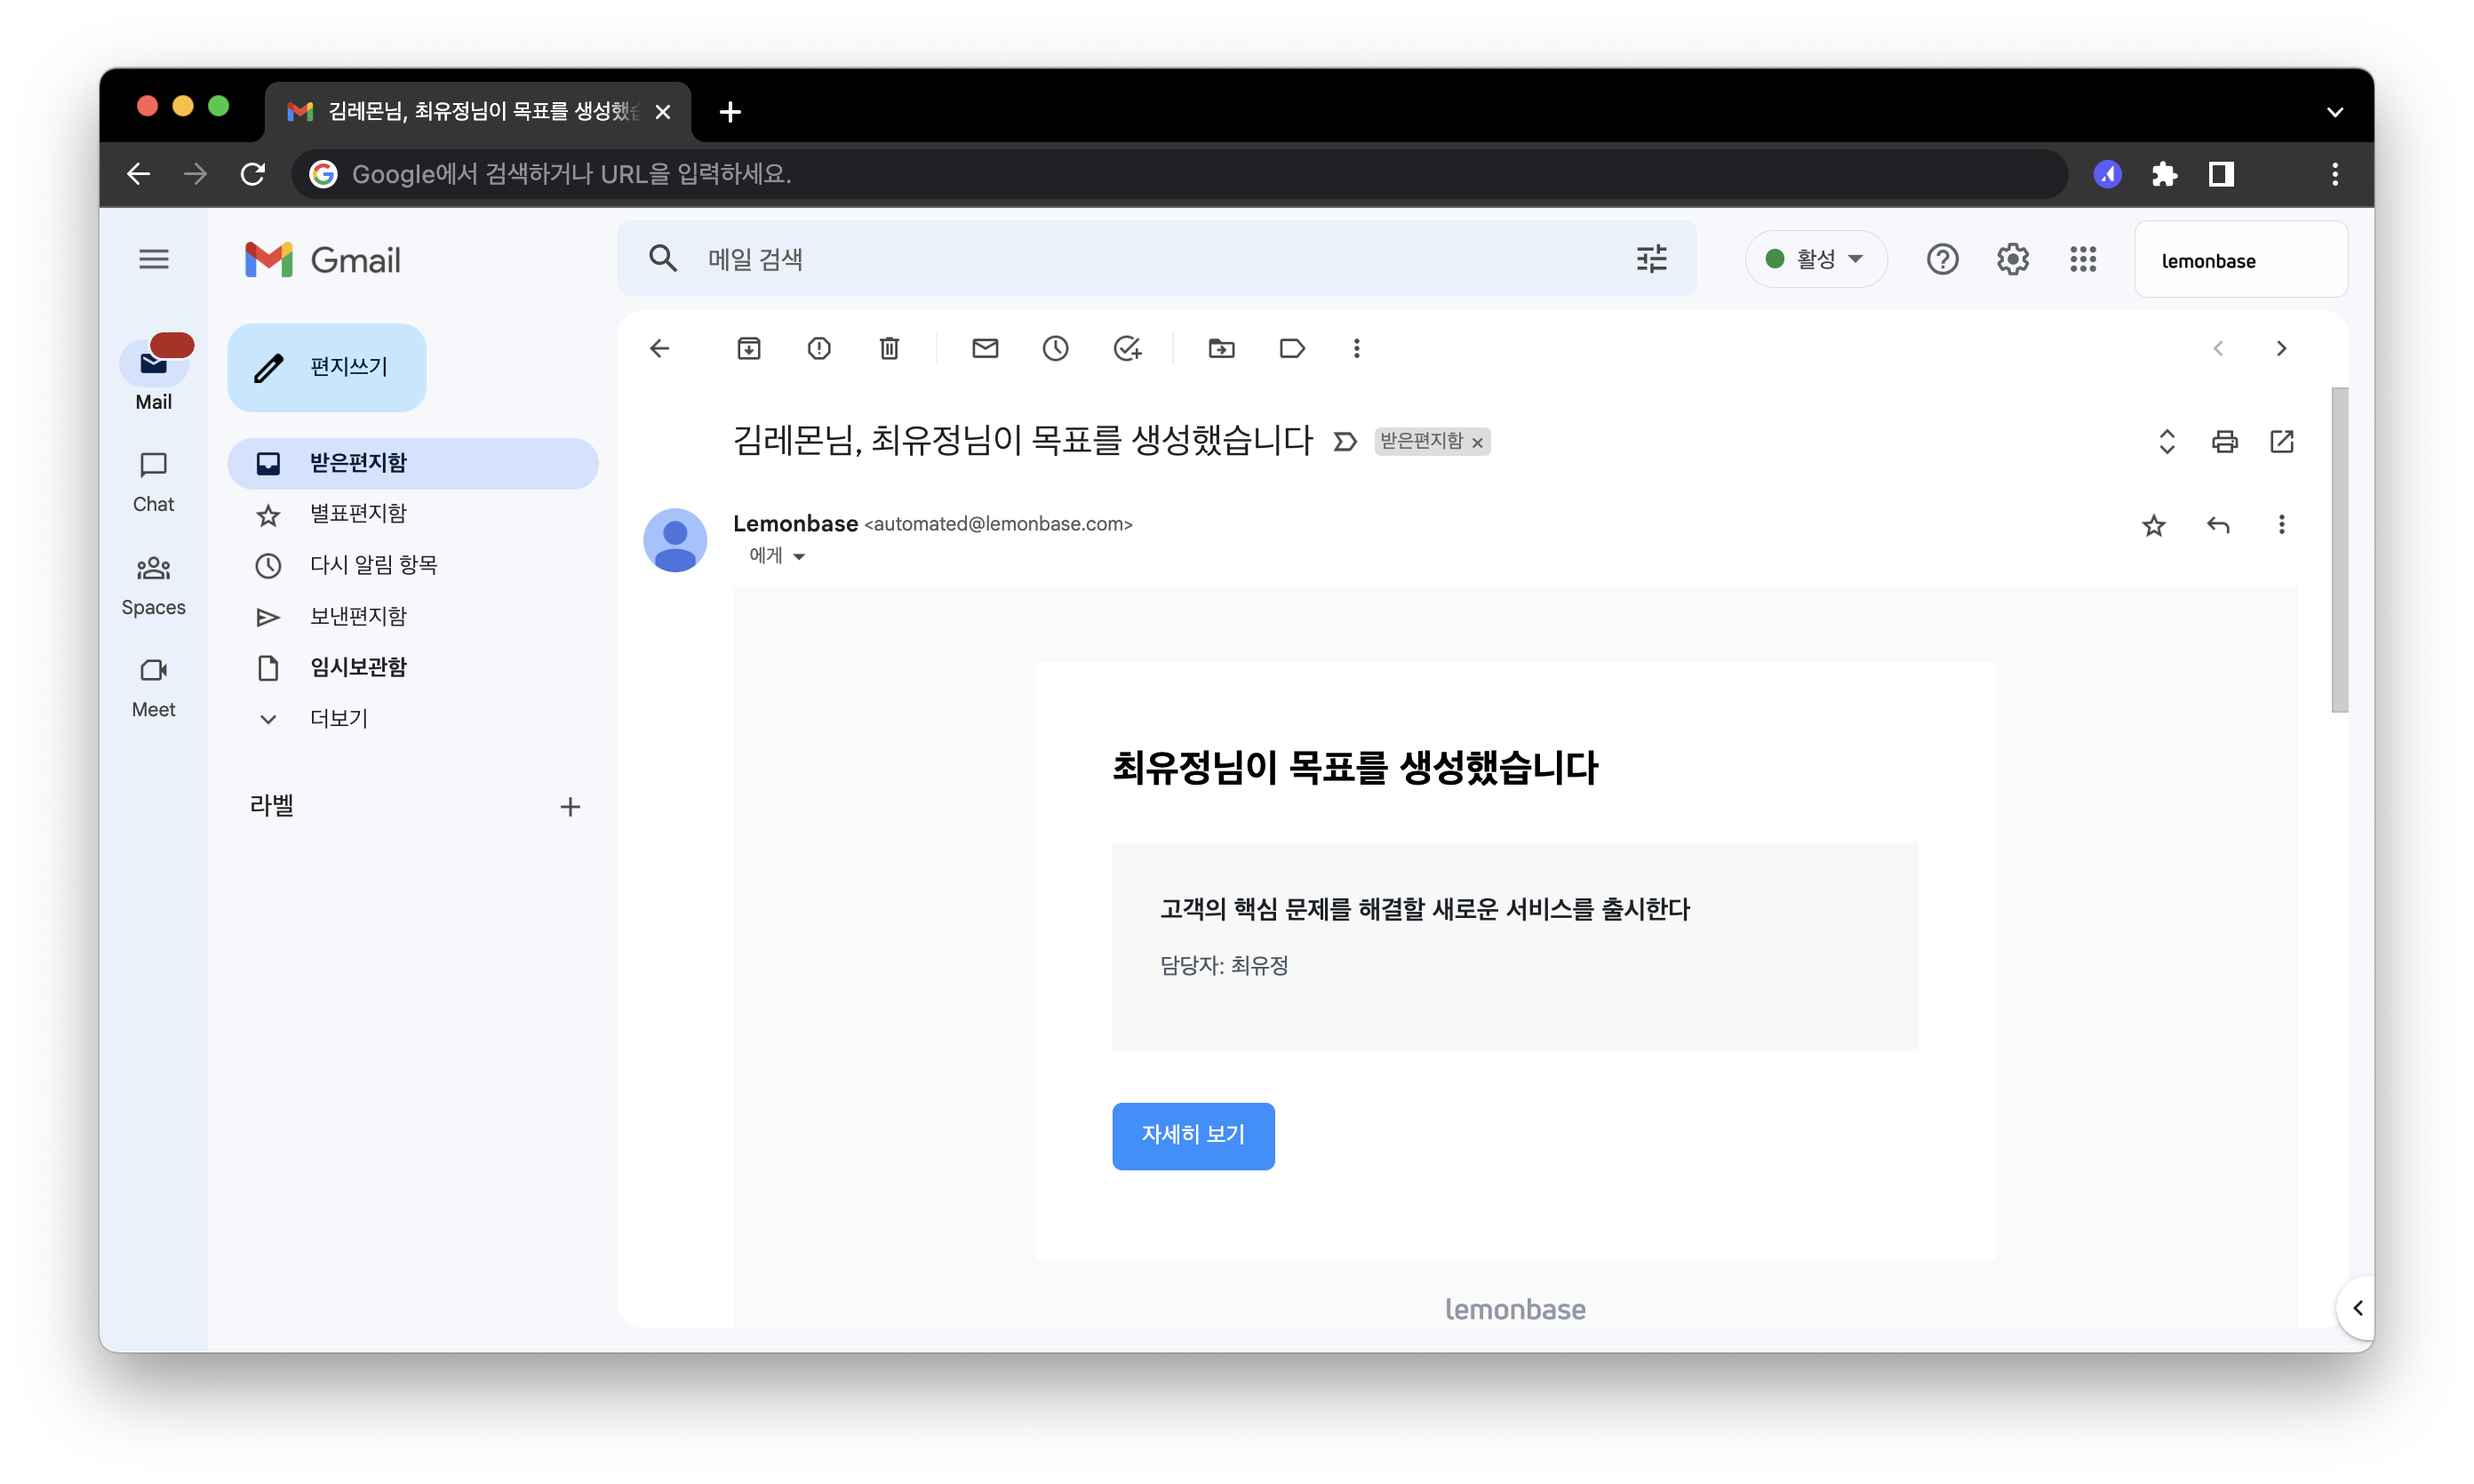 김레몬님, 최유정님이 목표를 생성했
Google에서 검색하거나 URL을 입력하세요.
Gmail
메일 검색
활성
lemonbase
Mail
편지쓰기
김레몬님, 최유정님이 목표를 생성했습니다
받은편지함 ×
받은편지함
Chat
별표편지함
Lemonbase <automated@lemonbase.com>
에게
다시 알림 항목
Spaces
보낸편지함
임시보관함
Meet
더보기
최유정님이 목표를 생성했습니다
라벨
고객의 핵심 문제를 해결할 새로운 서비스를 출시한다
담당자: 최유정
자세히 보기
lemonbase